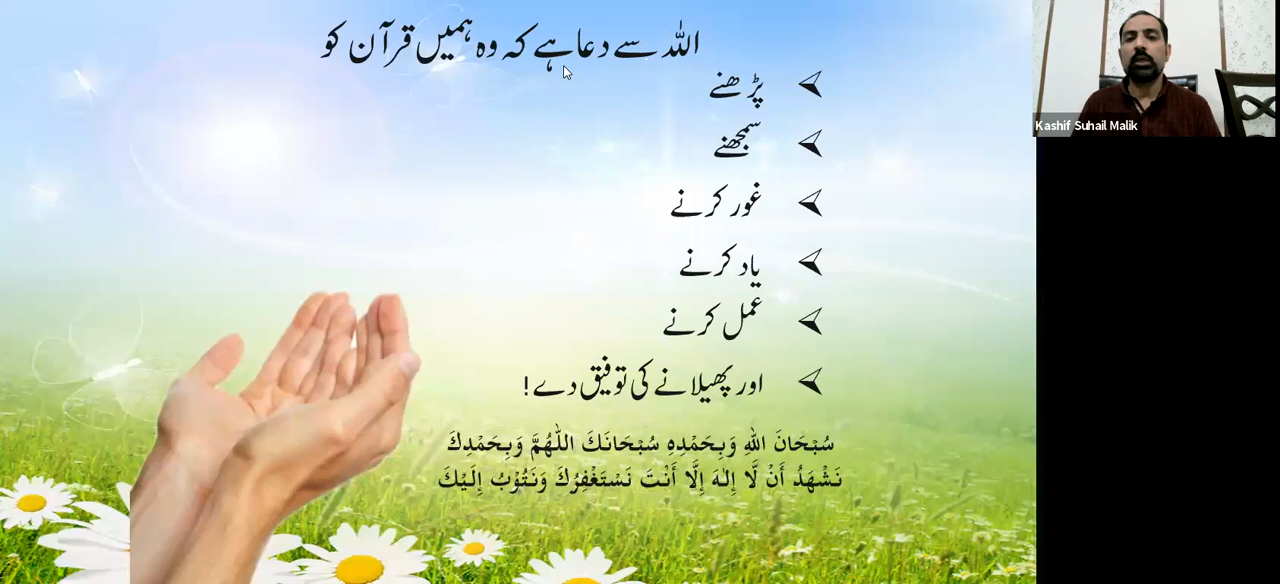 اللہ سے دعا ہے کہ وہ ہمیں قرآن کو
پڑھنے
سمجھنے
غور کرنے
یاد کرنے
عمل کرنے
اور پھیلانے کی توفیق دے!
سُبْحَانَ اللّٰهِ وَبِحَمْدِهِ سُبْحَانَكَ اللّٰهُمَّ وَبِحَمْدِكَ
نَشْهَدُ أَنْ لَّا إِلٰهَ إِلَّا أَنْتَ نَسْتَغْفِرُكَ وَنَتُوْبُ إِلَيْكَ
Kashif Suhail Malik